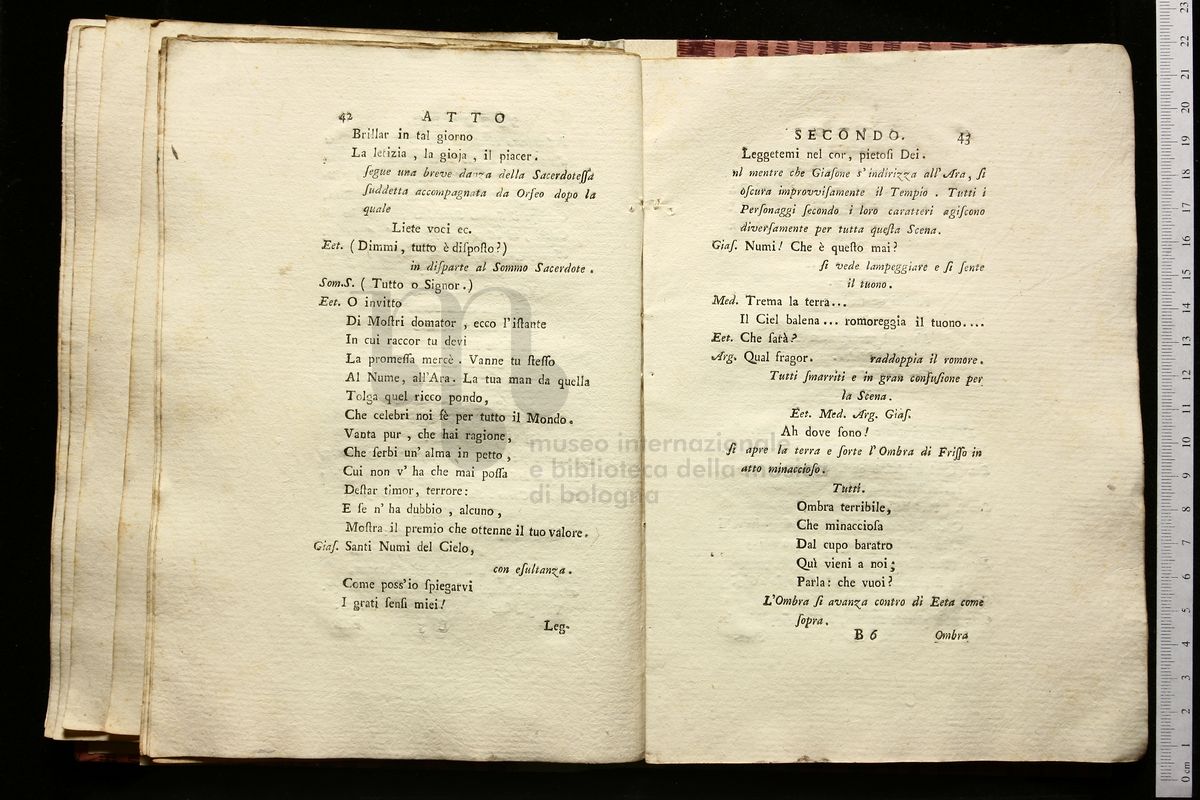 42 ATTO
Brillar in tal giorno
La letizia , la gioja , il piacer .
ſegue una breve danza della Sacerdoteſſa
ſuddetta accompagnata da Orfeo dopo la
quale
Liete voci ec.
Eet. ( Dimmi , tutto è diſpoſto ? )
in diſparte al Sommo Sacerdote .
Som.S. ( Tutto o Signor . )
Eet. O invitto
Di Moſtri domator , ecco l'iſtante
In cui raccor tu devi
La promeſſa mercè . Vanne tu ſteſſo
Al Nume, all'Ara. La tua man da quella
Tolga quel ricco pondo,
Che celebri noi fè per tutto il Mondo.
Vanta pur , che hai ragione,
Che ſerbi un' alma in petto,
Cui non v' ha che mai poſſa
Deſtar timor, terrore :
E ſe n' ha dubbio , alcuno ,
Moſtra il premio che ottenne il tuo valore.
Giaſ. Santi Numi del Cielo,
con eſultanza .
Come poss'io ſpiegarvi
I grati ſenſi miei !
Leg-
SECONDO. 43
Leggetemi nel cor, pietoſi Dei .
nl mentre che Giaſone s' indirizza all' Ara, ſi
oſcura improvviſamente il Tempio . Tutti i
Perſonaggi ſecondo i loro caratteri agiſcono
diverſamente per tutta queſta Scena .
Giaſ. Numi ! Che è queſto mai ?
ſi vede lampeggiare e ſi ſente
il tuono .
Med. Trema la terra ...
Il Ciel balena ... romoreggia il tuono ....
Eet. Che ſarà ?
Arg. Qual fragor . raddoppia il romore .
Tutti ſmarriti e in gran confuſione per
la Scena .
Eet. Med. Arg. Giaſ.
Ah dove ſono !
ſi apre la terra e ſorte l' Ombra di Friſſo in
atto minaccioſo .
Tutti .
Ombra terribile,
Che minaccioſa
Dal cupo baratro
Quì vieni a noi ;
Parla : che vuoi ?
L'Ombra ſi avanza contro di Eeta come
ſopra .
B 6 Ombra
museo internazionale
e biblioteca della musica
di bologna